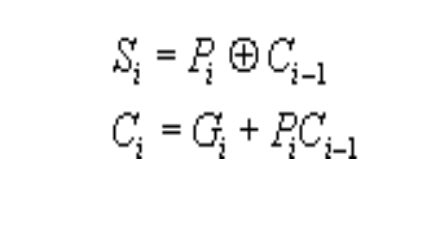 Sᵢ = Pᵢ ⊕ Cᵢ₋₁
Cᵢ = Gᵢ + PᵢCᵢ₋₁